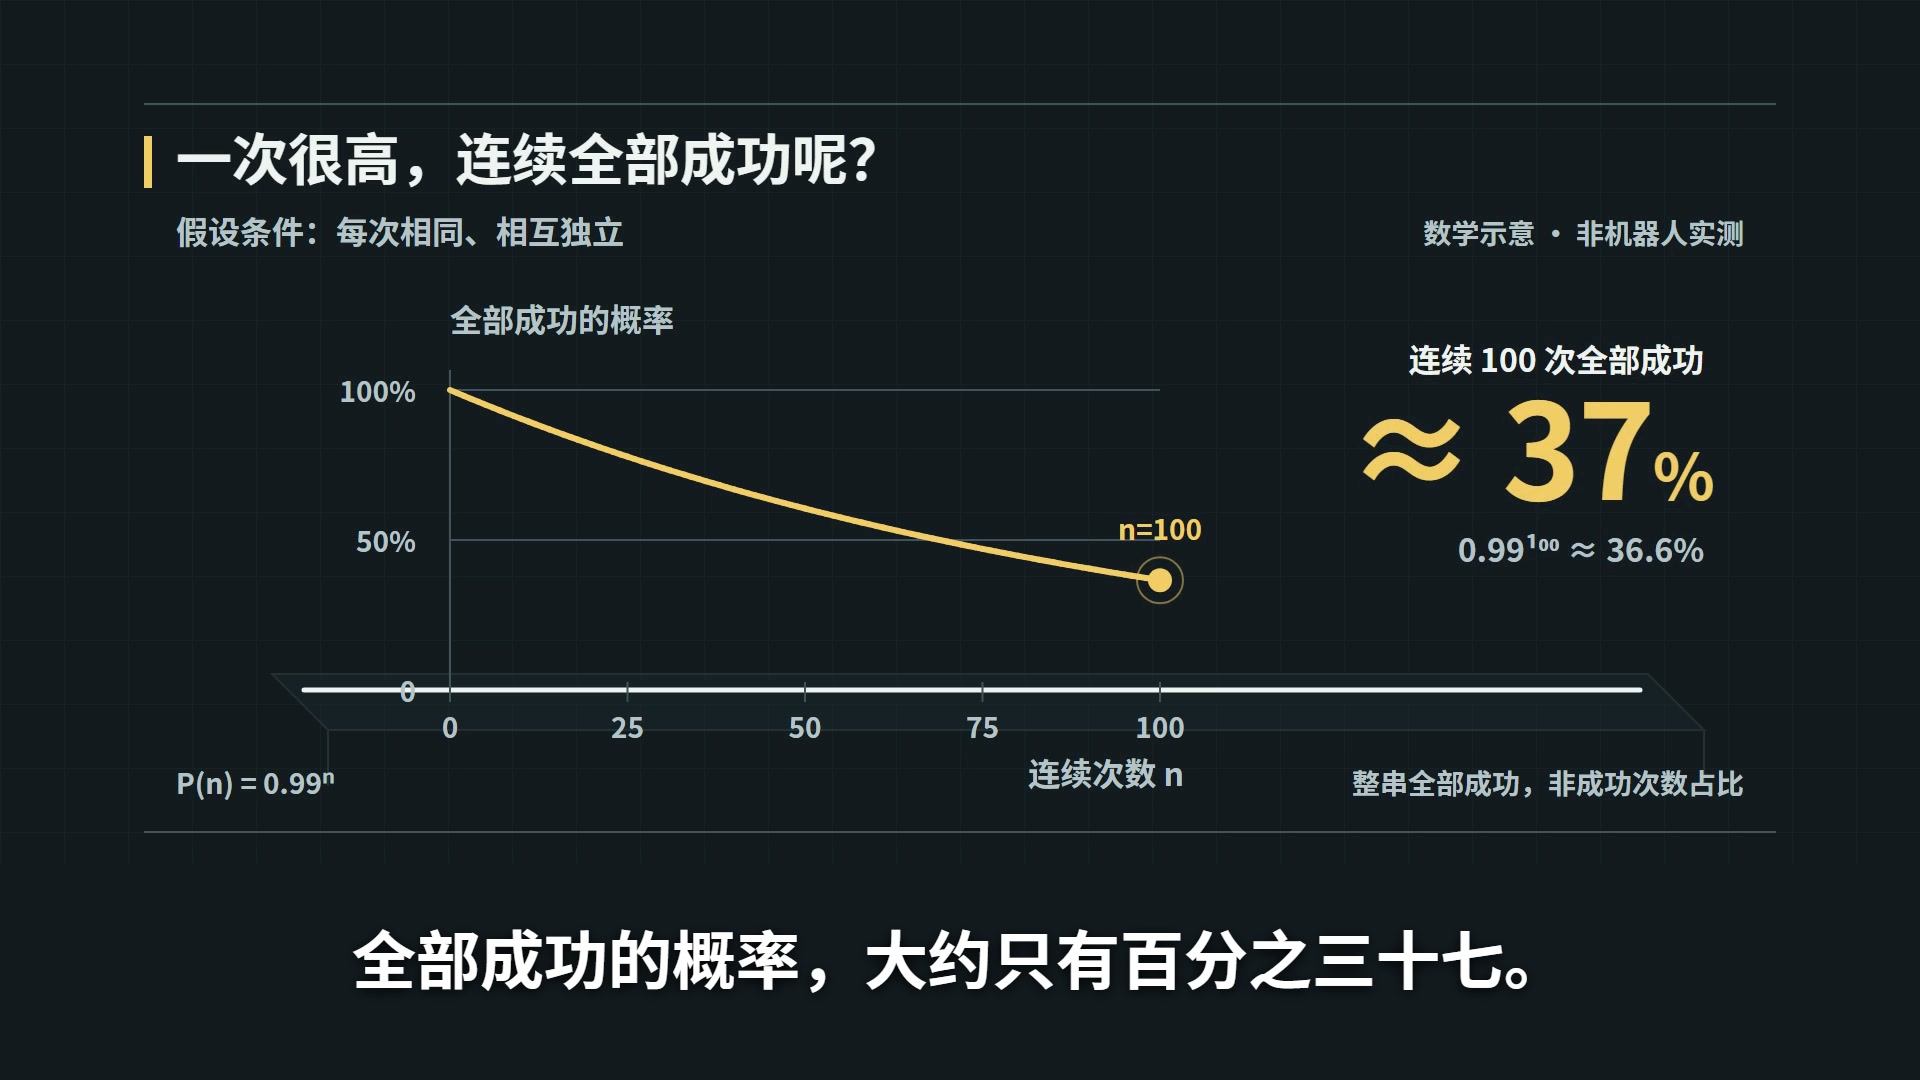 一次很高，连续全部成功呢？
假设条件：每次相同、相互独立
数学示意 · 非机器人实测
全部成功的概率
100%
50%
0
n=100
0 25 50 75 100
连续次数 n
连续 100 次全部成功
≈ 37%
0.99¹⁰⁰ ≈ 36.6%
P(n) = 0.99ⁿ
整串全部成功，非成功次数占比
全部成功的概率，大约只有百分之三十七。